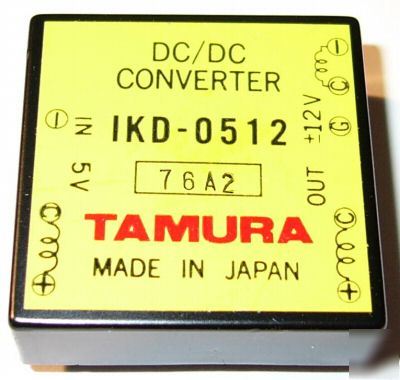 DC/DC
CONVERTER
IKD-0512
76A2
TAMURA
MADE IN JAPAN
⊖ IN 5V ⊕
OUT ±12V
⊖
C
G
C
⊕